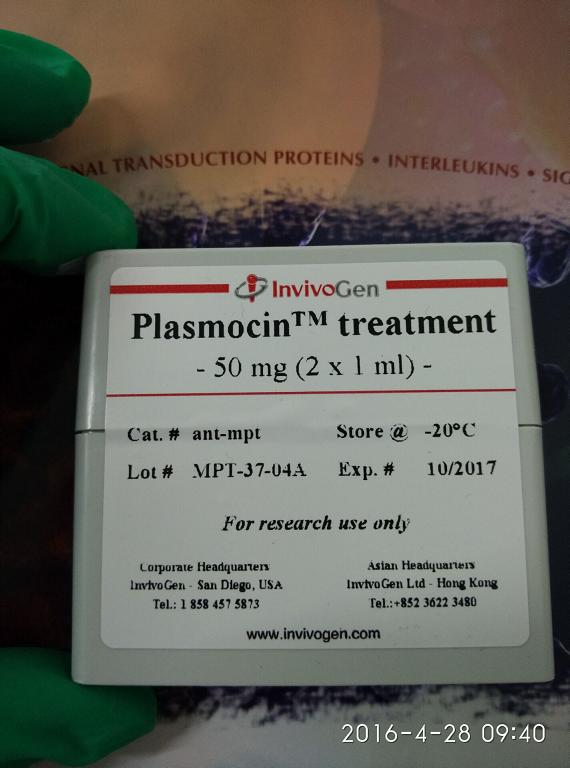 NAL TRANSDUCTION PROTEINS • INTERLEUKINS • SIG
InvivoGen
Plasmocin™ treatment
- 50 mg (2 x 1 ml) -
Cat. # ant-mpt Store @ -20°C
Lot # MPT-37-04A Exp. # 10/2017
For research use only
Corporate Headquarters Asian Headquarters
InvivoGen - San Diego, USA InvivoGen Ltd - Hong Kong
Tel.: 1 858 457 5873 Tel.:+852 3622 3480
www.invivogen.com
2016-4-28 09:40